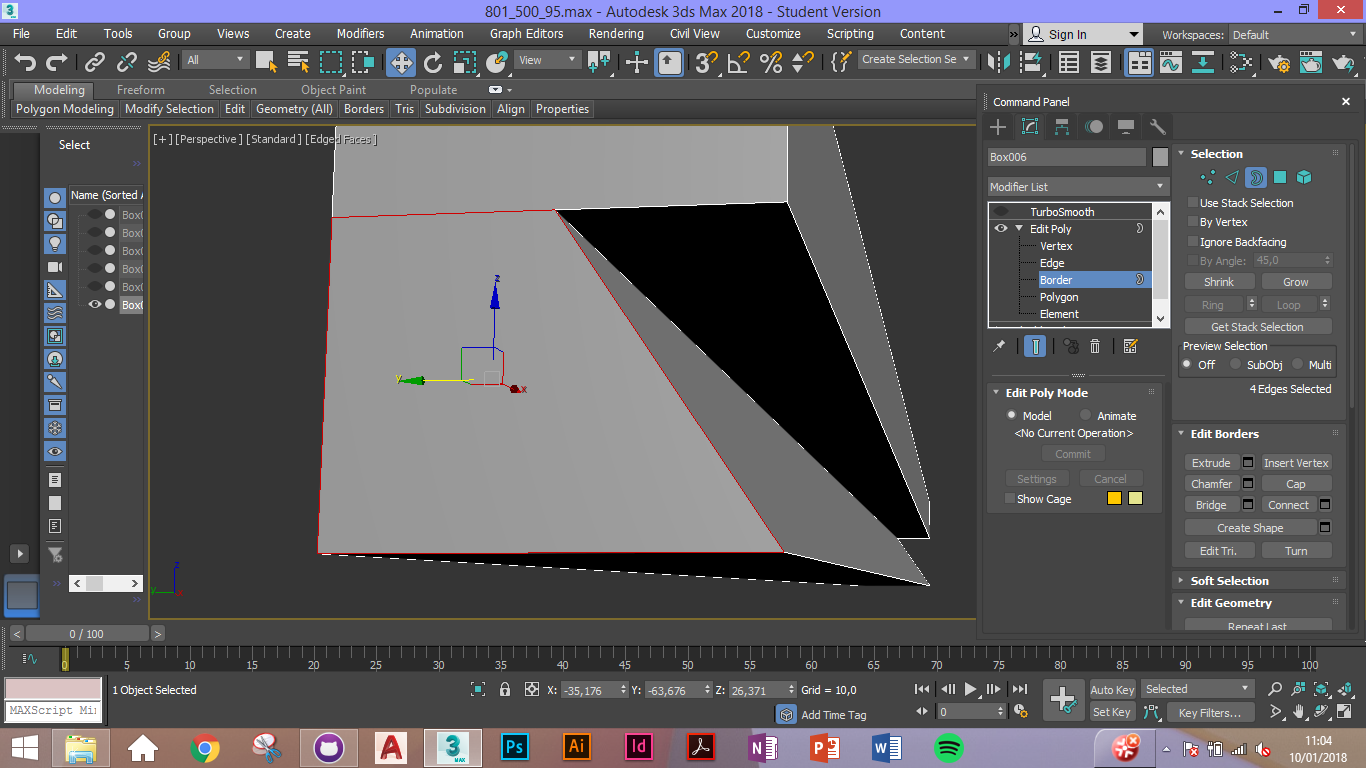 801_500_95.max - Autodesk 3ds Max 2018 - Student Version
File Edit Tools Group Views Create Modifiers Animation Graph Editors Rendering Civil View Customize Scripting Content » Sign In Workspaces: Default
All View Create Selection Se
Modeling Freeform Selection Object Paint Populate
Polygon Modeling Modify Selection Edit Geometry (All) Borders Tris Subdivision Align Properties
Select
Name (Sorted A
Box0
Box0
Box0
Box0
Box0
Box0
[+] [Perspective ] [Standard ] [Edged Faces ]
z
y
x
z
y
Command Panel
Box006
Modifier List
TurboSmooth
Edit Poly
Vertex
Edge
Border
Polygon
Element
Edit Poly Mode
Model Animate
<No Current Operation>
Commit
Settings Cancel
Show Cage
Selection
Use Stack Selection
By Vertex
Ignore Backfacing
By Angle: 45,0
Shrink Grow
Ring Loop
Get Stack Selection
Preview Selection
Off SubObj Multi
4 Edges Selected
Edit Borders
Extrude Insert Vertex
Chamfer Cap
Bridge Connect
Create Shape
Edit Tri. Turn
Soft Selection
Edit Geometry
Repeat Last
< 0 / 100 >
0 5 10 15 20 25 30 35 40 45 50 55 60 65 70 75 80 85 90 95 100
1 Object Selected X: -35,176 Y: -63,676 Z: 26,371 Grid = 10,0
Auto Key Selected
MAXScript Mi
Add Time Tag
0
Set Key Key Filters...
A 3 MAX Ps Ai Id N P W
11:04
10/01/2018